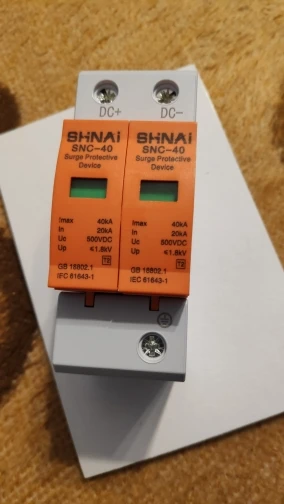 DC+ DC-
SHNAi
SNC-40
Surge Protective
Device
Imax 40kA
In 20kA
Uc 500VDC
Up ≤1.8kV
T2
GB 18802.1
IEC 61643-1
SHNAi
SNC-40
Surge Protective
Device
Imax 40kA
In 20kA
Uc 500VDC
Up ≤1.8kV
T2
GB 18802.1
IEC 61643-1